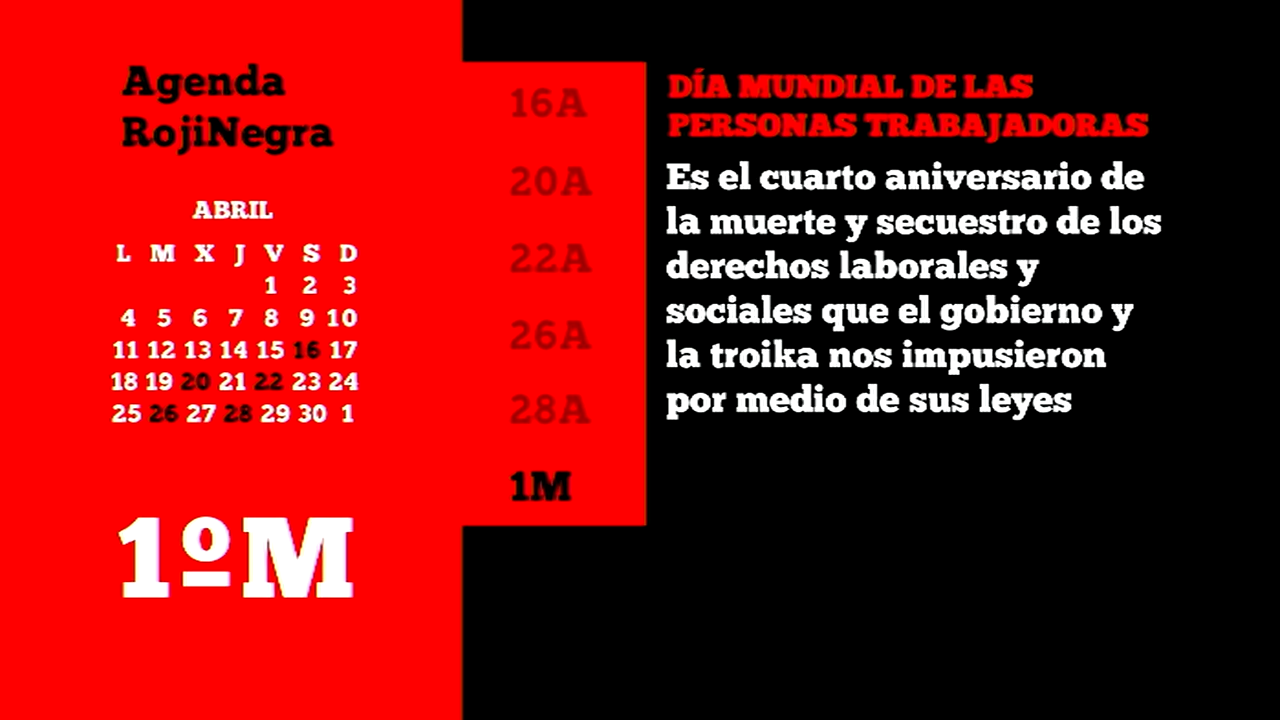 Agenda
RojiNegra
ABRIL
L M X J V S D
1 2 3
4 5 6 7 8 9 10
11 12 13 14 15 16 17
18 19 20 21 22 23 24
25 26 27 28 29 30 1
1ºM
16A
20A
22A
26A
28A
1M
DÍA MUNDIAL DE LAS
PERSONAS TRABAJADORAS
Es el cuarto aniversario de
la muerte y secuestro de los
derechos laborales y
sociales que el gobierno y
la troika nos impusieron
por medio de sus leyes